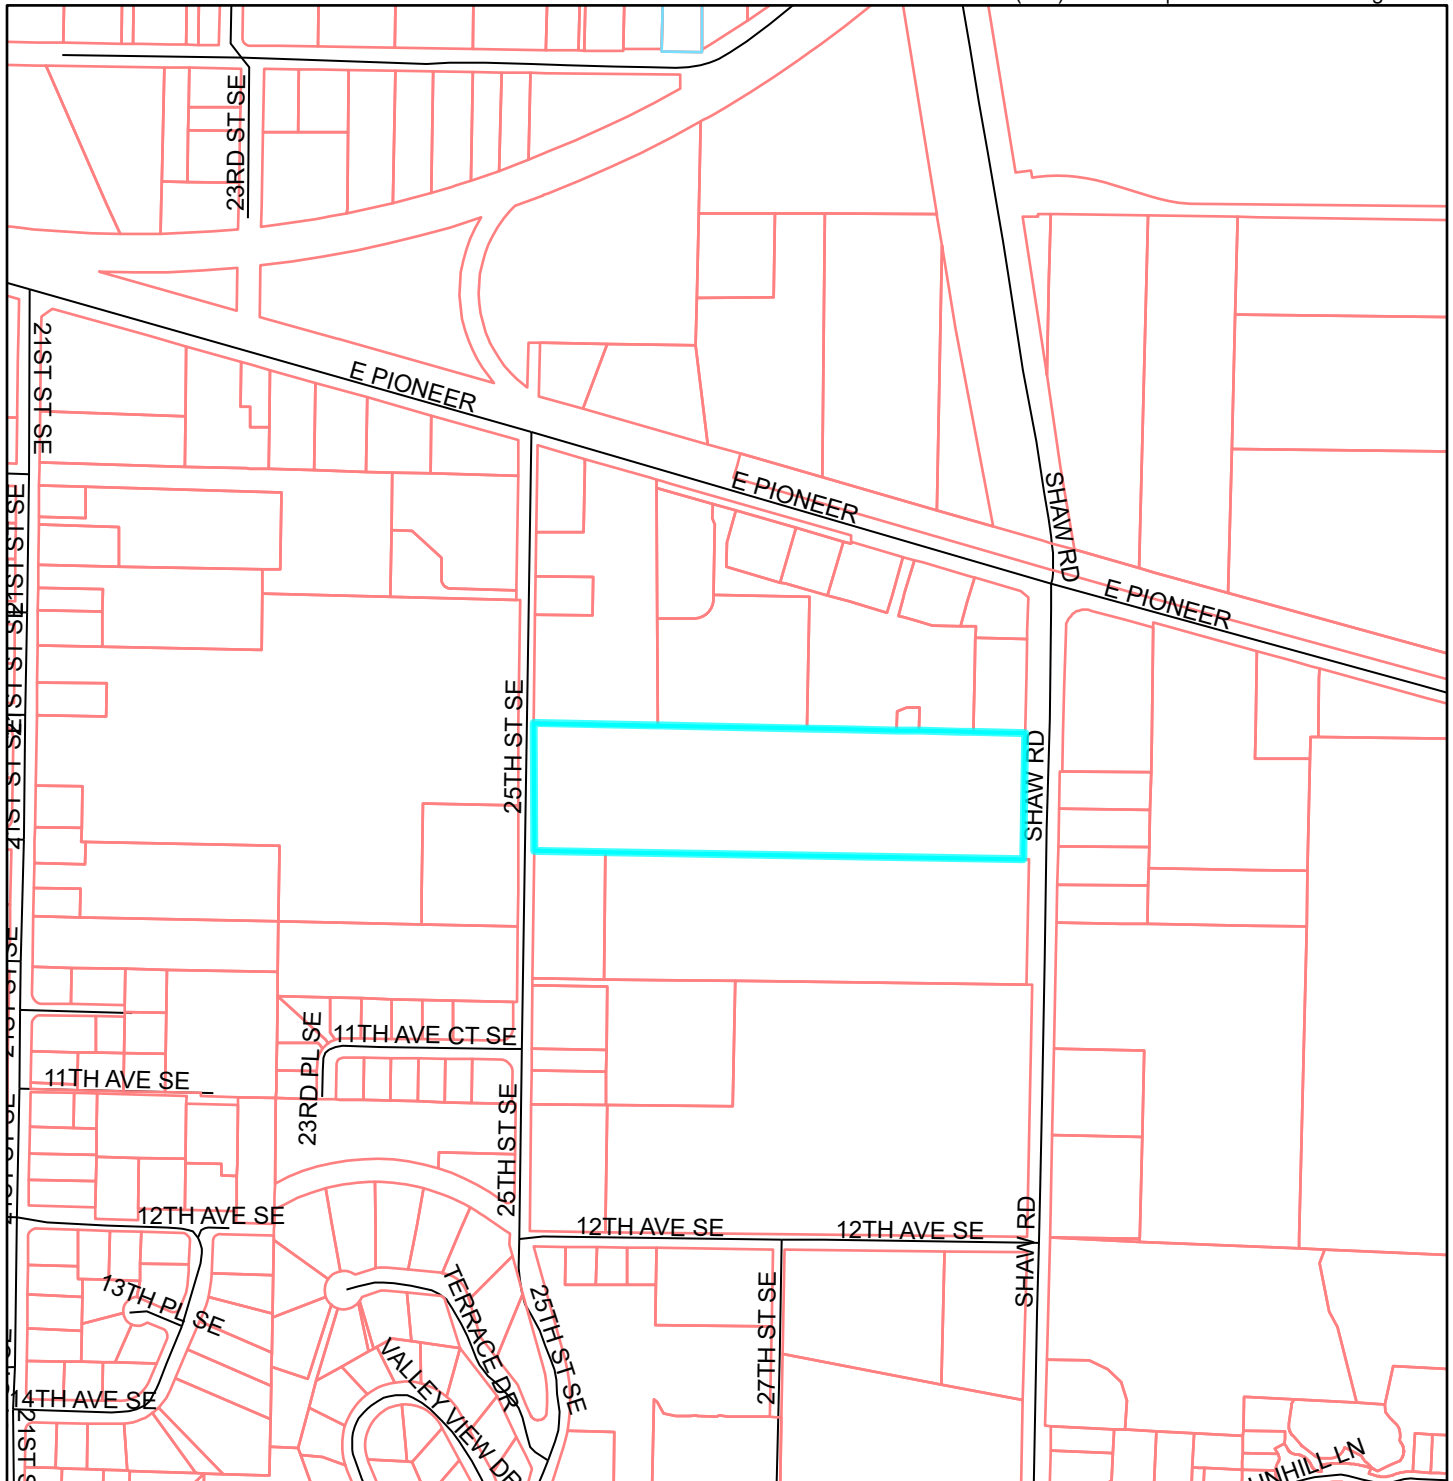 23RD ST SE
21ST ST SE
E PIONEER
E PIONEER
SHAW RD
E PIONEER
25TH ST SE
SHAW RD
11TH AVE CT SE
23RD PL SE
11TH AVE SE
25TH ST SE
12TH AVE SE
12TH AVE SE
12TH AVE SE
SHAW RD
13TH PL SE
TERRACE DR
25TH ST SE
27TH ST SE
VALLEY VIEW DR
14TH AVE SE
21ST S